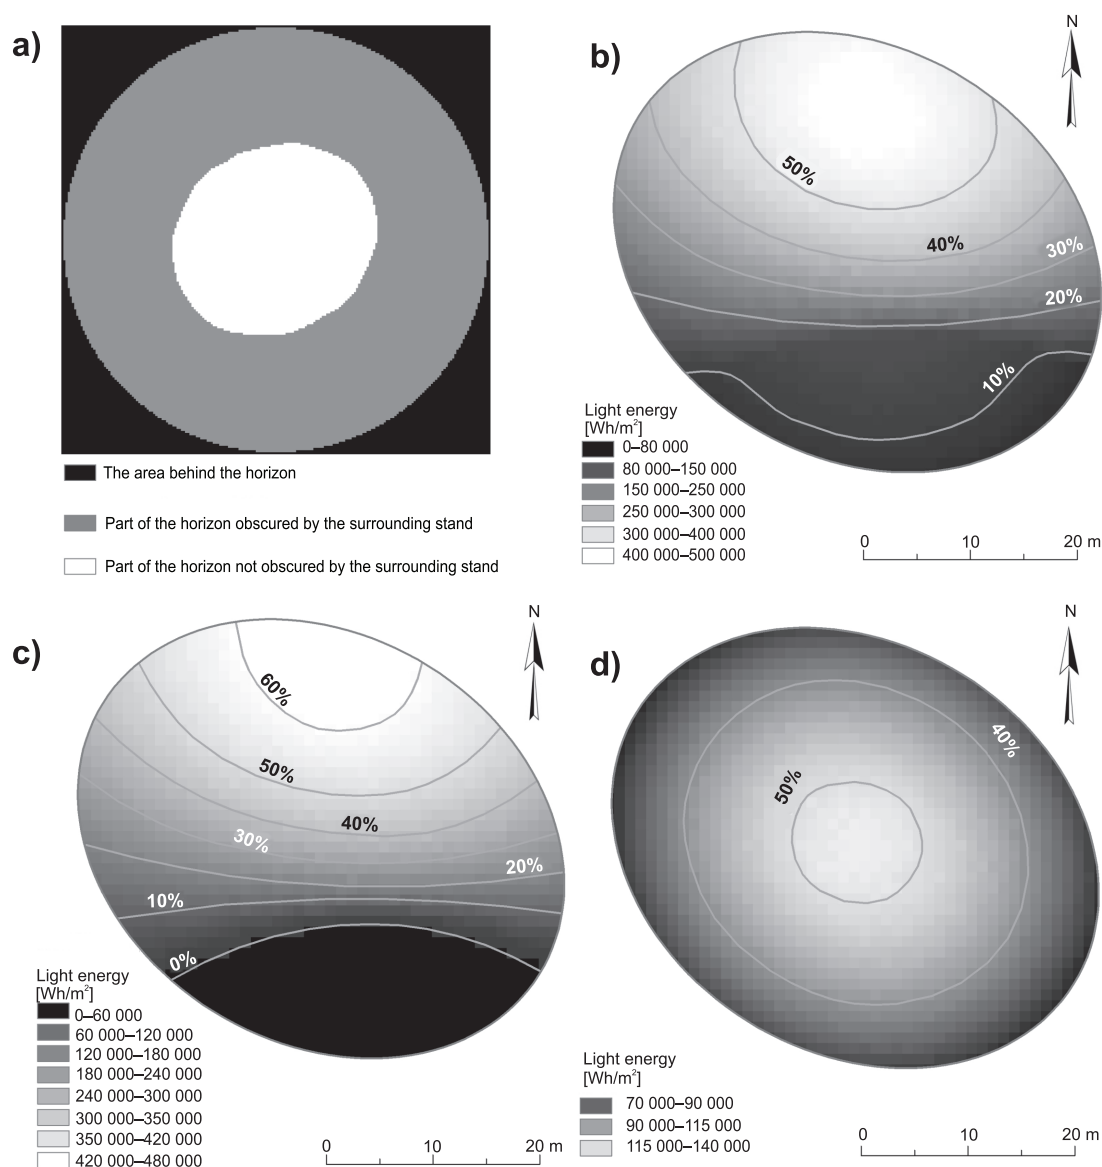 a)
The area behind the horizon
Part of the horizon obscured by the surrounding stand
Part of the horizon not obscured by the surrounding stand
b)
N
50%
40%
30%
20%
10%
Light energy
[Wh/m²]
0–80 000
80 000–150 000
150 000–250 000
250 000–300 000
300 000–400 000
400 000–500 000
0 10 20 m
c)
N
60%
50%
40%
30%
20%
10%
0%
Light energy
[Wh/m²]
0–60 000
60 000–120 000
120 000–180 000
180 000–240 000
240 000–300 000
300 000–350 000
350 000–420 000
420 000–480 000
0 10 20 m
d)
N
40%
50%
Light energy
[Wh/m²]
70 000–90 000
90 000–115 000
115 000–140 000
0 10 20 m